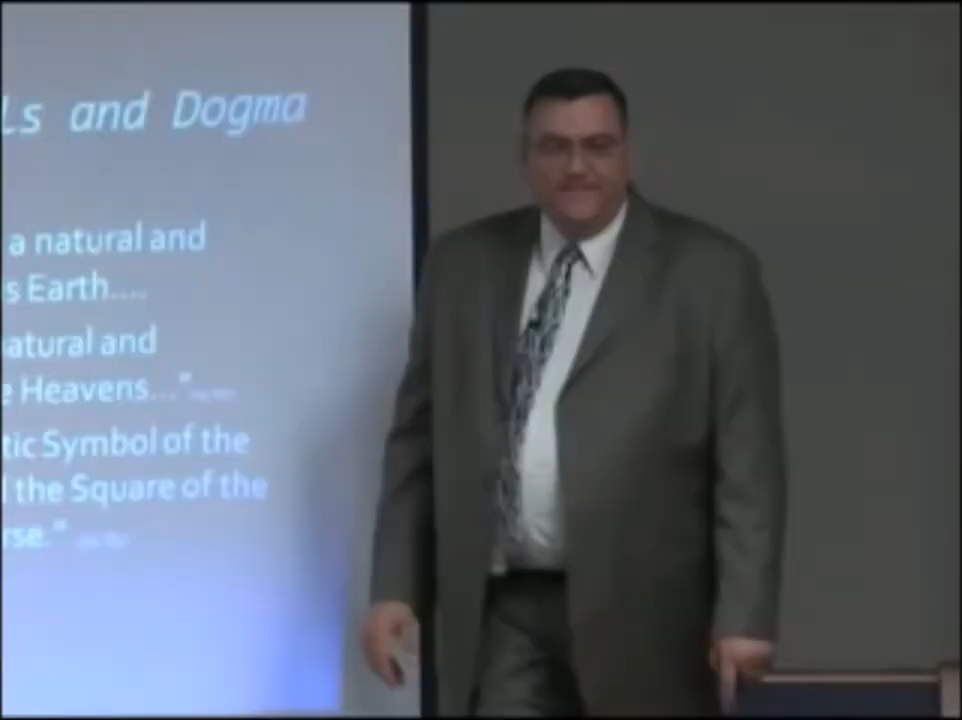 ls and Dogma
a natural and
s Earth....
atural and
e Heavens..."
tic Symbol of the
the Square of the
rse."